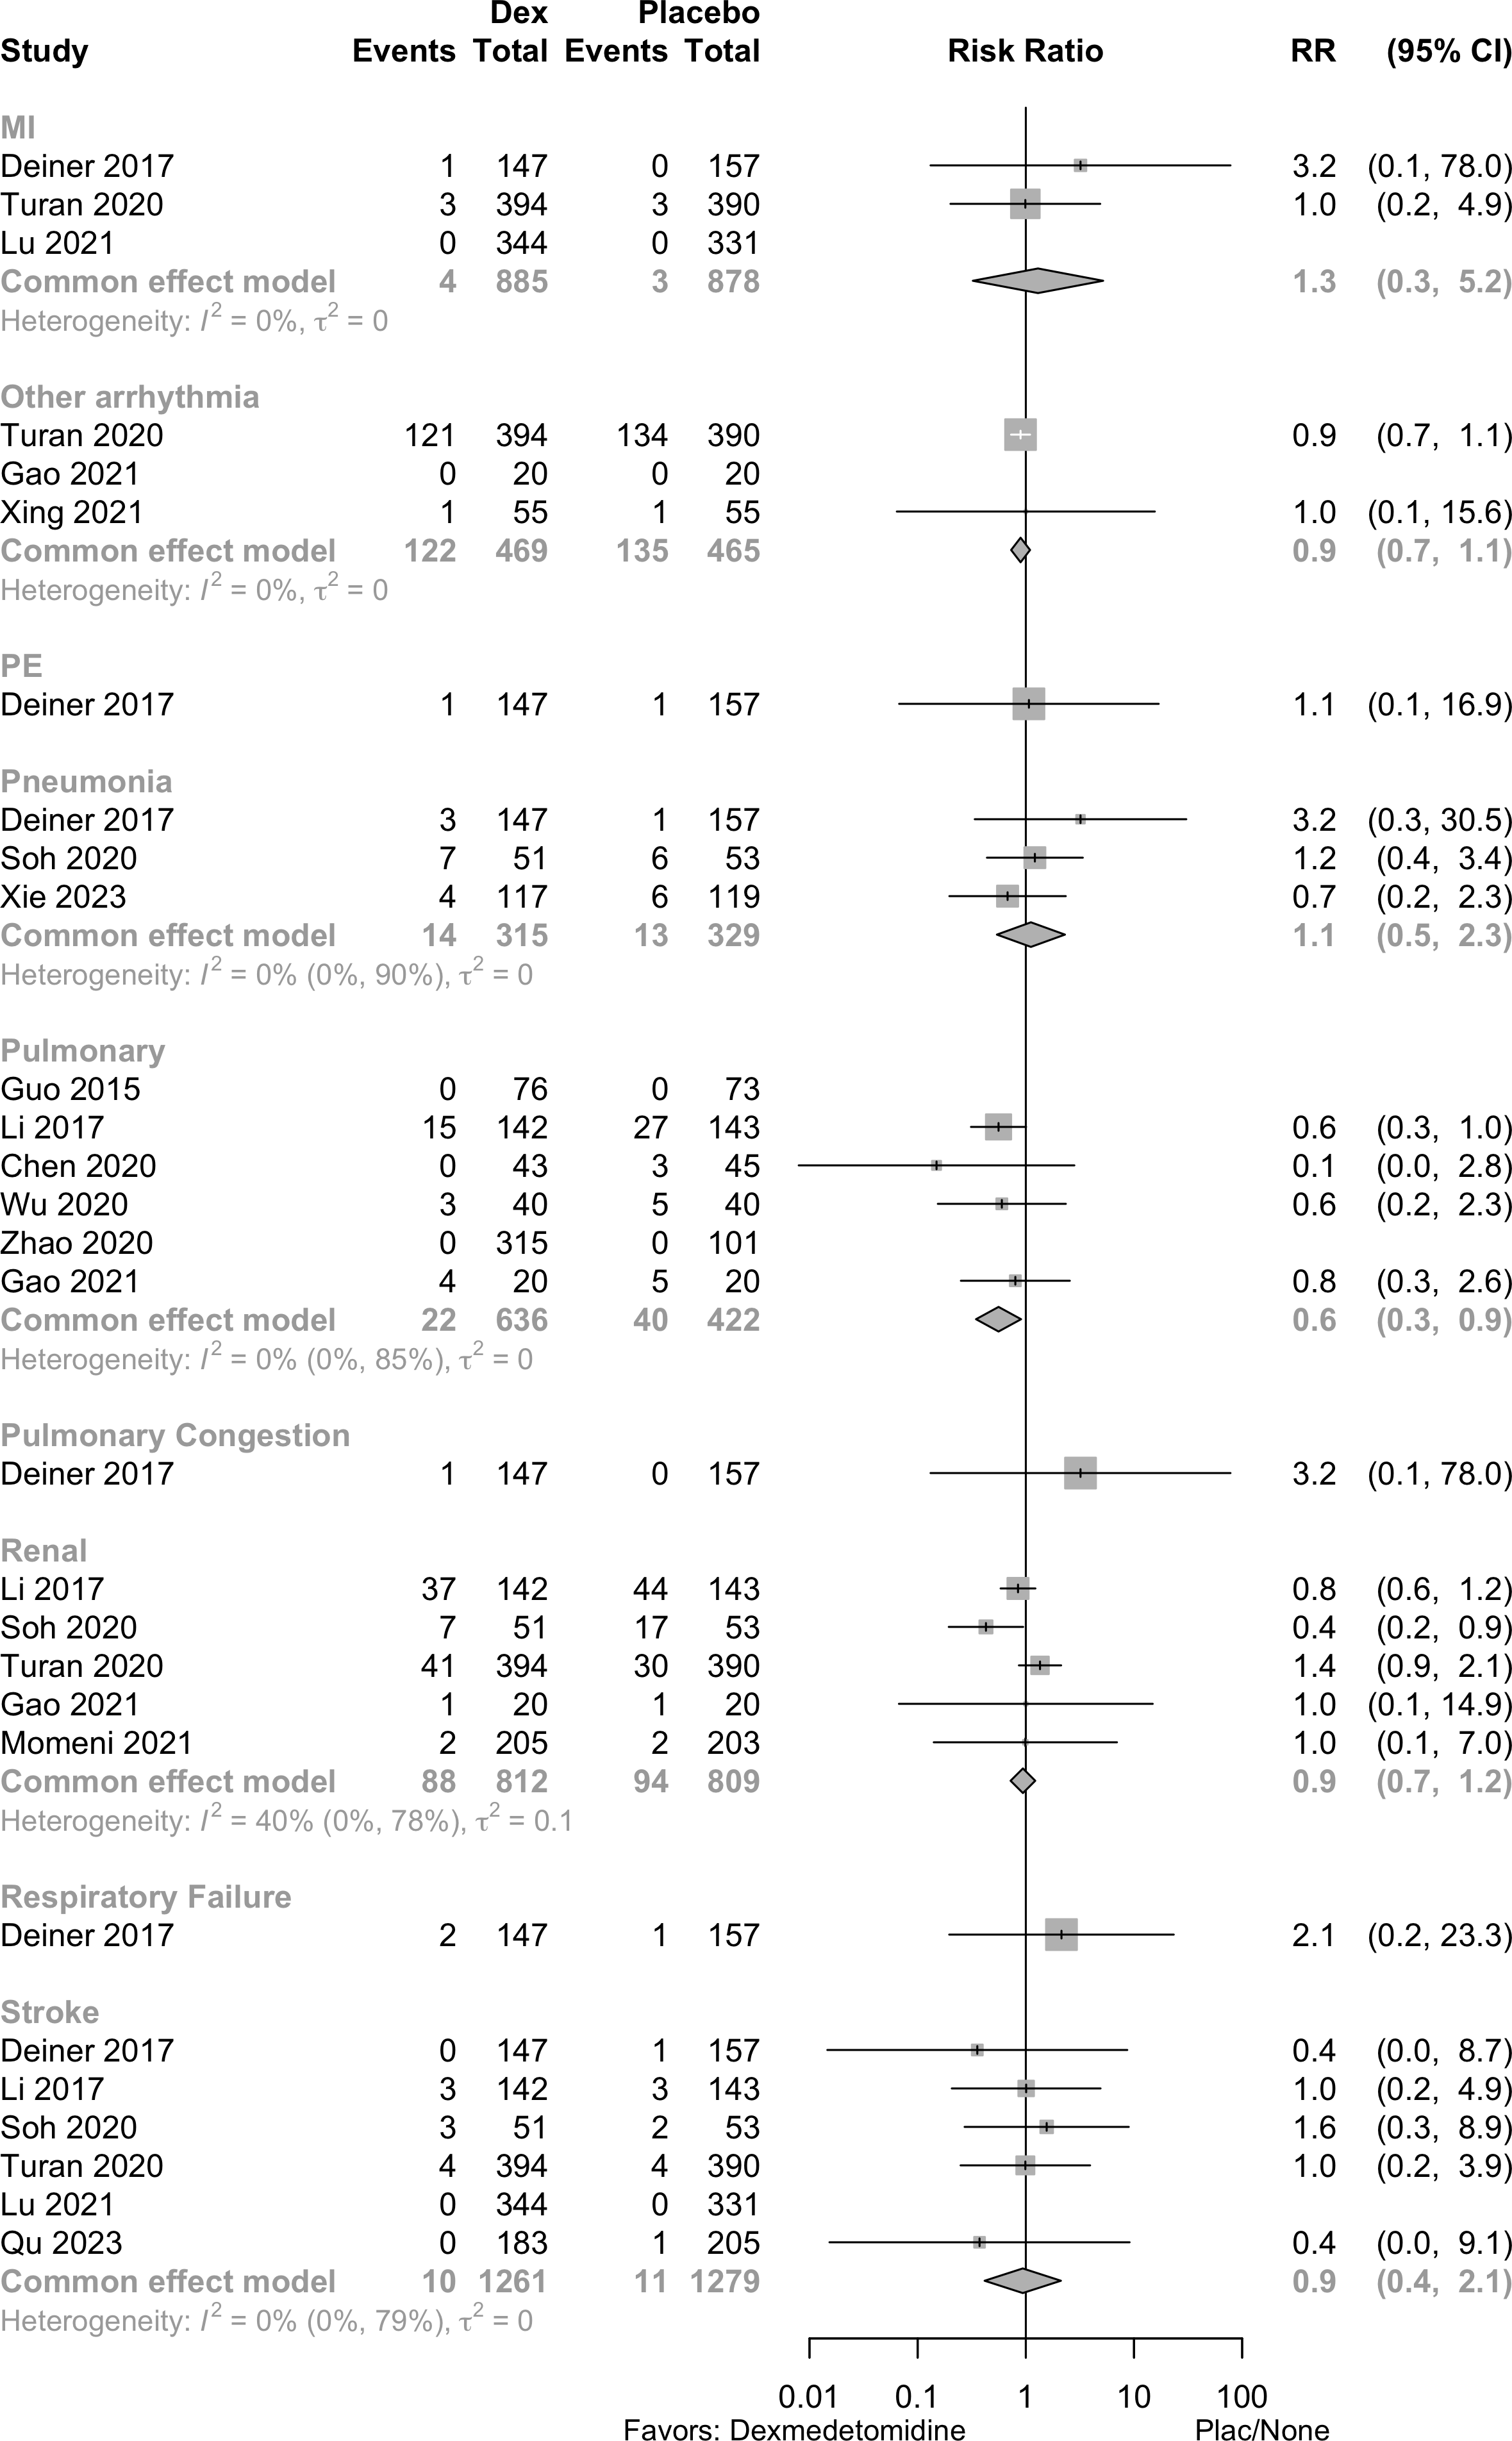 Dex Placebo
Study Events Total Events Total Risk Ratio RR (95% CI)
MI
Deiner 2017 1 147 0 157 3.2 (0.1, 78.0)
Turan 2020 3 394 3 390 1.0 (0.2, 4.9)
Lu 2021 0 344 0 331
Common effect model 4 885 3 878 1.3 (0.3, 5.2)
Heterogeneity: I² = 0%, τ² = 0
Other arrhythmia
Turan 2020 121 394 134 390 0.9 (0.7, 1.1)
Gao 2021 0 20 0 20
Xing 2021 1 55 1 55 1.0 (0.1, 15.6)
Common effect model 122 469 135 465 0.9 (0.7, 1.1)
Heterogeneity: I² = 0%, τ² = 0
PE
Deiner 2017 1 147 1 157 1.1 (0.1, 16.9)
Pneumonia
Deiner 2017 3 147 1 157 3.2 (0.3, 30.5)
Soh 2020 7 51 6 53 1.2 (0.4, 3.4)
Xie 2023 4 117 6 119 0.7 (0.2, 2.3)
Common effect model 14 315 13 329 1.1 (0.5, 2.3)
Heterogeneity: I² = 0% (0%, 90%), τ² = 0
Pulmonary
Guo 2015 0 76 0 73
Li 2017 15 142 27 143 0.6 (0.3, 1.0)
Chen 2020 0 43 3 45 0.1 (0.0, 2.8)
Wu 2020 3 40 5 40 0.6 (0.2, 2.3)
Zhao 2020 0 315 0 101
Gao 2021 4 20 5 20 0.8 (0.3, 2.6)
Common effect model 22 636 40 422 0.6 (0.3, 0.9)
Heterogeneity: I² = 0% (0%, 85%), τ² = 0
Pulmonary Congestion
Deiner 2017 1 147 0 157 3.2 (0.1, 78.0)
Renal
Li 2017 37 142 44 143 0.8 (0.6, 1.2)
Soh 2020 7 51 17 53 0.4 (0.2, 0.9)
Turan 2020 41 394 30 390 1.4 (0.9, 2.1)
Gao 2021 1 20 1 20 1.0 (0.1, 14.9)
Momeni 2021 2 205 2 203 1.0 (0.1, 7.0)
Common effect model 88 812 94 809 0.9 (0.7, 1.2)
Heterogeneity: I² = 40% (0%, 78%), τ² = 0.1
Respiratory Failure
Deiner 2017 2 147 1 157 2.1 (0.2, 23.3)
Stroke
Deiner 2017 0 147 1 157 0.4 (0.0, 8.7)
Li 2017 3 142 3 143 1.0 (0.2, 4.9)
Soh 2020 3 51 2 53 1.6 (0.3, 8.9)
Turan 2020 4 394 4 390 1.0 (0.2, 3.9)
Lu 2021 0 344 0 331
Qu 2023 0 183 1 205 0.4 (0.0, 9.1)
Common effect model 10 1261 11 1279 0.9 (0.4, 2.1)
Heterogeneity: I² = 0% (0%, 79%), τ² = 0
0.01 0.1 1 10 100
Favors: Dexmedetomidine Plac/None